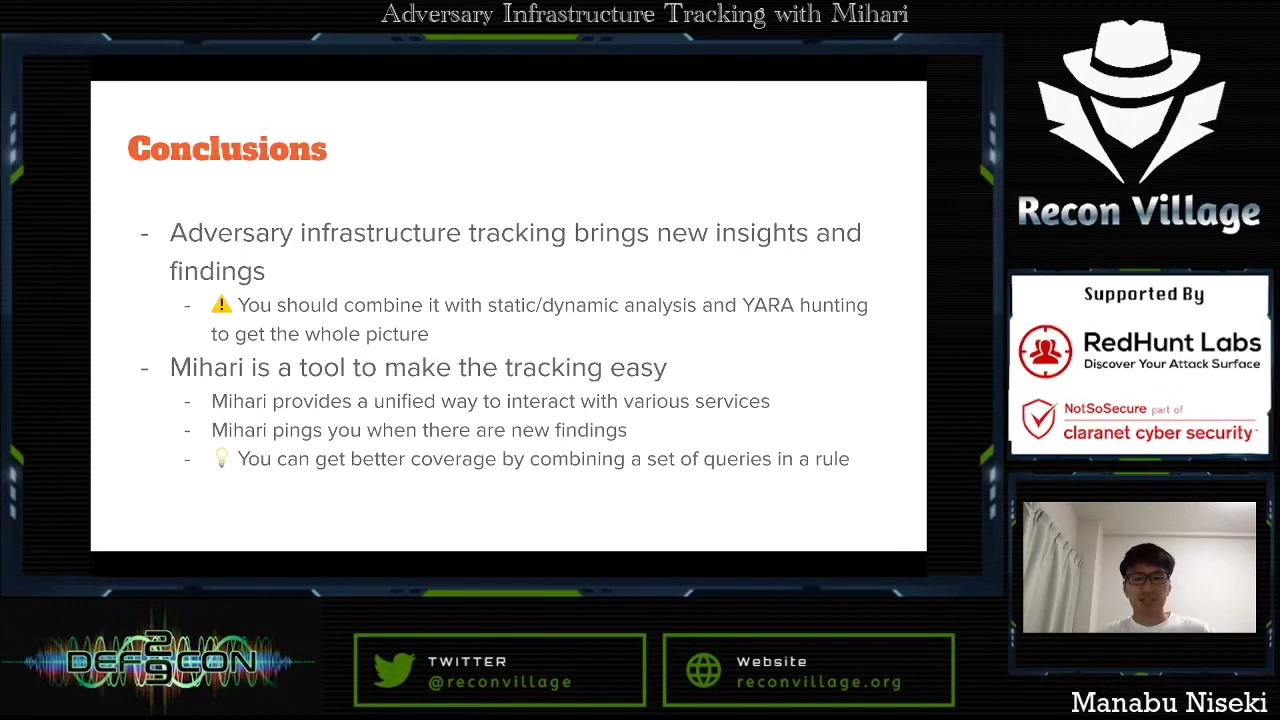 Adversary Infrastructure Tracking with Mihari
Conclusions
- Adversary infrastructure tracking brings new insights and
findings
- ⚠️ You should combine it with static/dynamic analysis and YARA hunting
to get the whole picture
- Mihari is a tool to make the tracking easy
- Mihari provides a unified way to interact with various services
- Mihari pings you when there are new findings
- 💡 You can get better coverage by combining a set of queries in a rule
Recon Village
Supported By
RedHunt Labs
Discover Your Attack Surface
NotSoSecure part of
claranet cyber security
DEFCON
29
TWITTER
@reconvillage
Website
reconvillage.org
Manabu Niseki